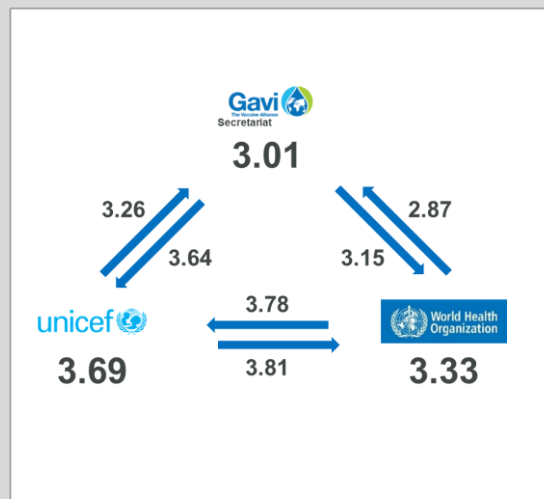 Gavi
The Vaccine Alliance
Secretariat
3.01
3.26
2.87
3.64
3.15
unicef
3.78
World Health
Organization
3.69
3.81
3.33